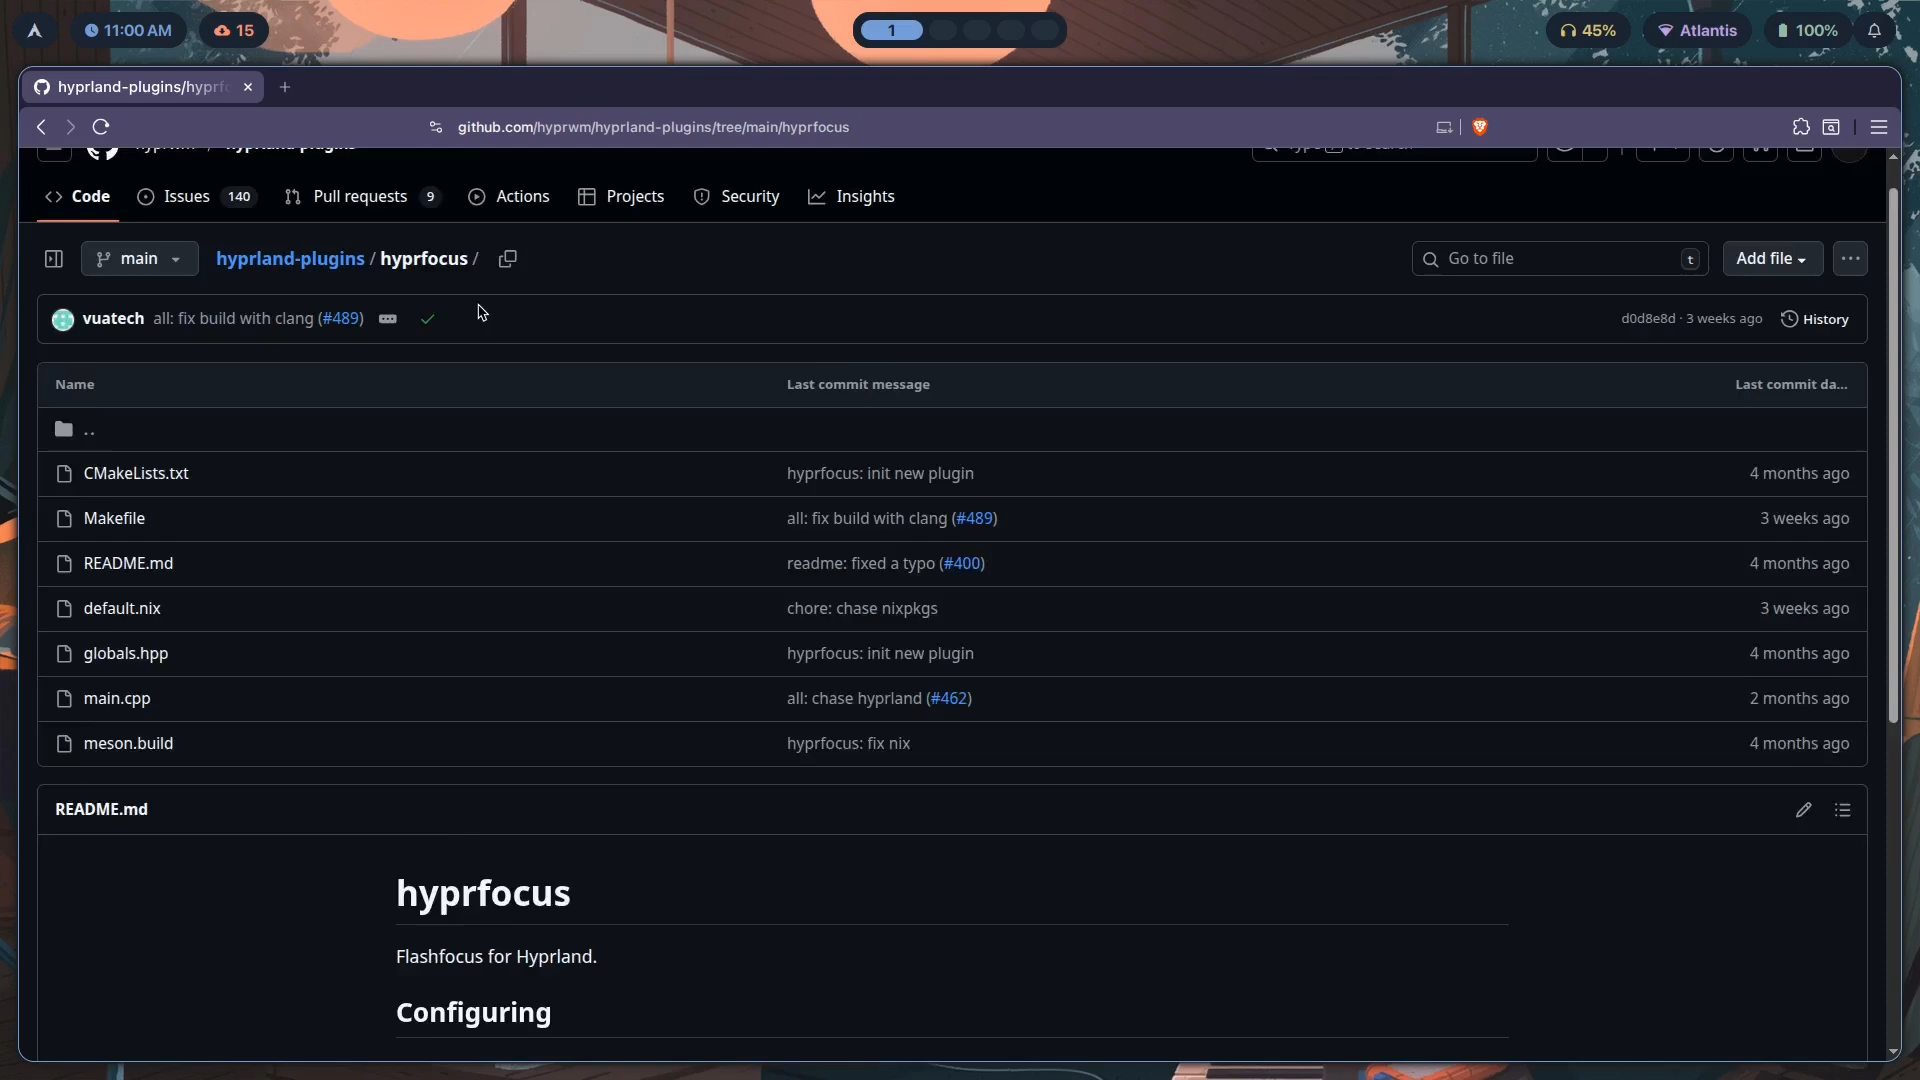 11:00 AM
15
1
45%
Atlantis
100%
hyprland-plugins/hyprf
github.com/hyprwm/hyprland-plugins/tree/main/hyprfocus
Code
Issues 140
Pull requests 9
Actions
Projects
Security
Insights
main
hyprland-plugins / hyprfocus /
Go to file t
Add file
vuatech all: fix build with clang (#489)
d0d8e8d · 3 weeks ago
History
Name Last commit message Last commit da...
..
CMakeLists.txt hyprfocus: init new plugin 4 months ago
Makefile all: fix build with clang (#489) 3 weeks ago
README.md readme: fixed a typo (#400) 4 months ago
default.nix chore: chase nixpkgs 3 weeks ago
globals.hpp hyprfocus: init new plugin 4 months ago
main.cpp all: chase hyprland (#462) 2 months ago
meson.build hyprfocus: fix nix 4 months ago
README.md
hyprfocus
Flashfocus for Hyprland.
Configuring